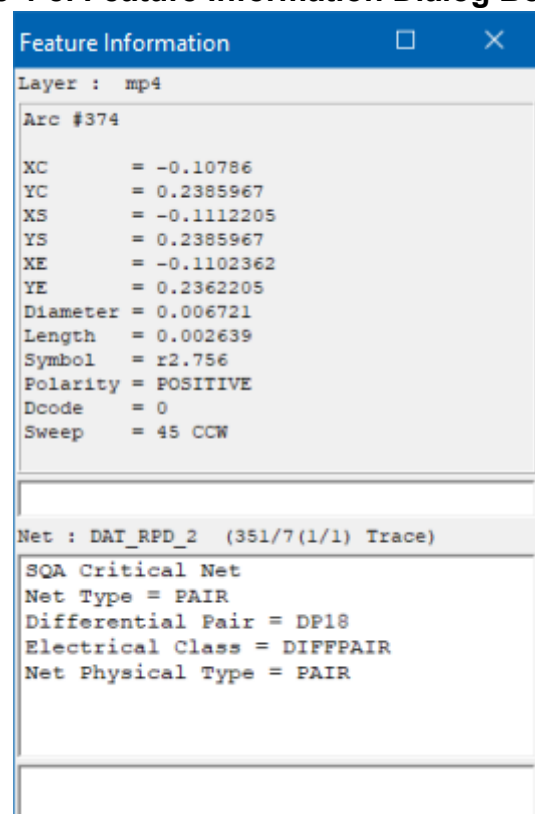 Feature Information Dialog
Feature Information
Layer : mp4
Arc #374
XC = -0.10786
YC = 0.2385967
XS = -0.1112205
YS = 0.2385967
XE = -0.1102362
YE = 0.2362205
Diameter = 0.006721
Length = 0.002639
Symbol = r2.756
Polarity = POSITIVE
Dcode = 0
Sweep = 45 CCW
Net : DAT_RPD_2 (351/7(1/1) Trace)
SQA Critical Net
Net Type = PAIR
Differential Pair = DP18
Electrical Class = DIFFPAIR
Net Physical Type = PAIR